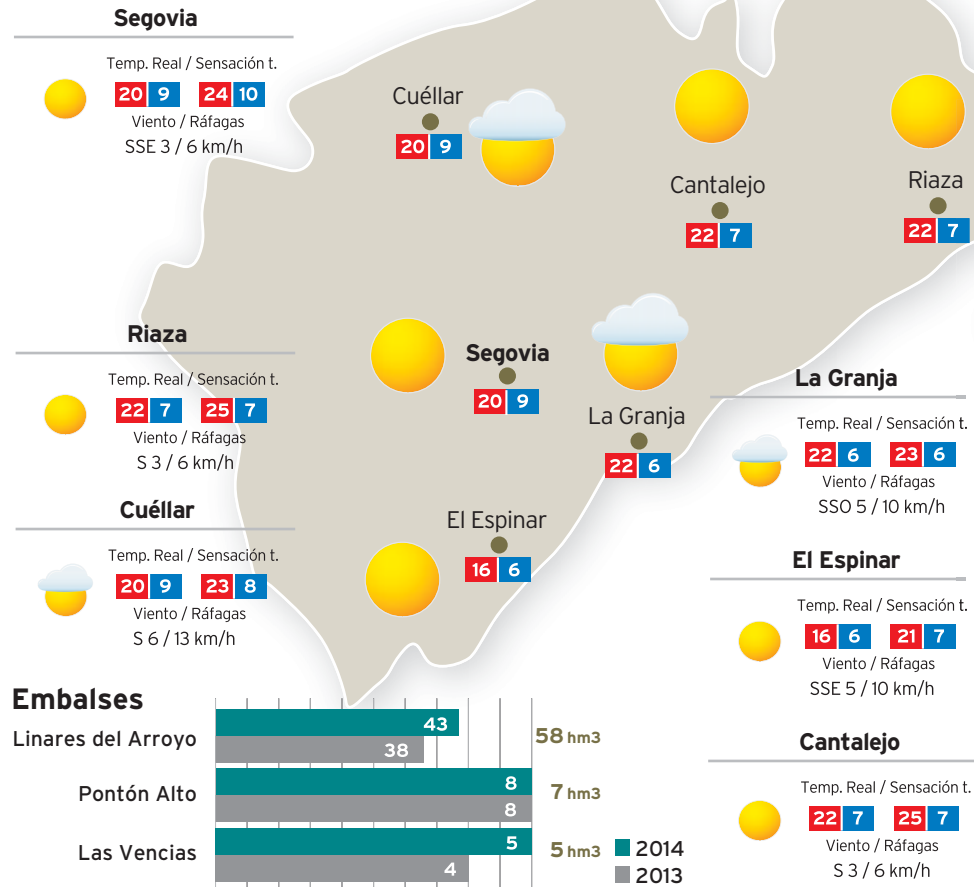 Segovia
Temp. Real / Sensación t.
20 9 24 10
Viento / Ráfagas
SSE 3 / 6 km/h
Riaza
Temp. Real / Sensación t.
22 7 25 7
Viento / Ráfagas
S 3 / 6 km/h
Cuéllar
Temp. Real / Sensación t.
20 9 23 8
Viento / Ráfagas
S 6 / 13 km/h
Cuéllar
20 9
Cantalejo
22 7
Riaza
22 7
Segovia
20 9
La Granja
22 6
El Espinar
16 6
La Granja
Temp. Real / Sensación t.
22 6 23 6
Viento / Ráfagas
SSO 5 / 10 km/h
El Espinar
Temp. Real / Sensación t.
16 6 21 7
Viento / Ráfagas
SSE 5 / 10 km/h
Cantalejo
Temp. Real / Sensación t.
22 7 25 7
Viento / Ráfagas
S 3 / 6 km/h
Embalses
Linares del Arroyo
43
38
58 hm3
Pontón Alto
8
8
7 hm3
Las Vencias
5
4
5 hm3
2014
2013